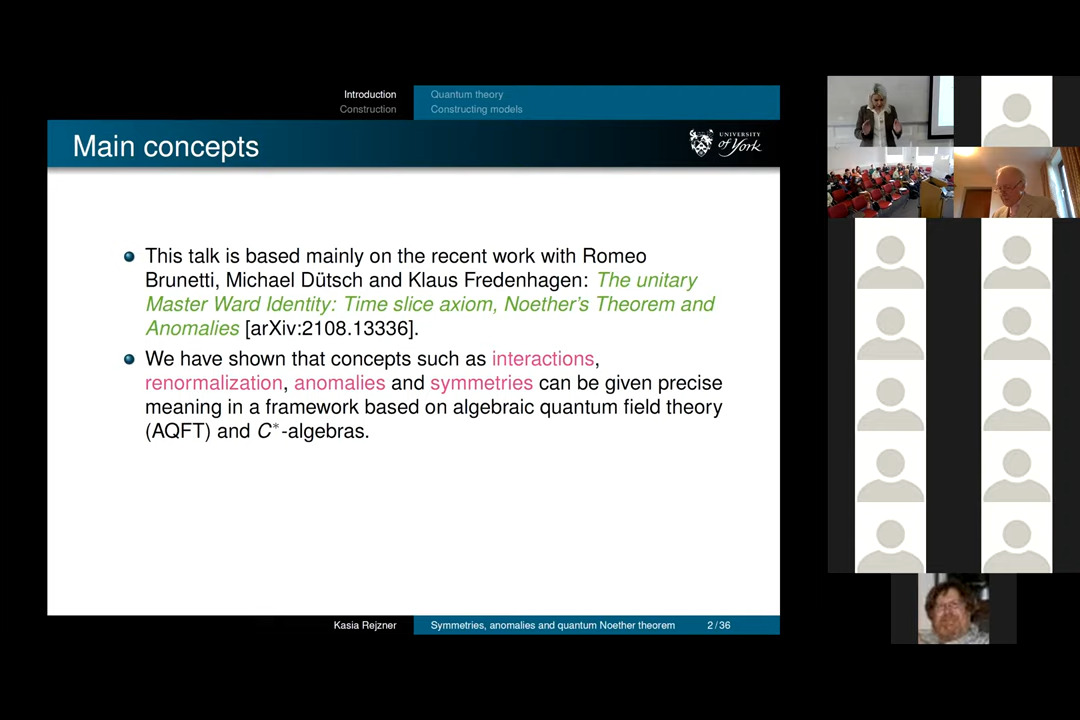 Introduction
Construction
Quantum theory
Constructing models
Main concepts
UNIVERSITY
of York
This talk is based mainly on the recent work with Romeo
Brunetti, Michael Dütsch and Klaus Fredenhagen: The unitary
Master Ward Identity: Time slice axiom, Noether's Theorem and
Anomalies [arXiv:2108.13336].
We have shown that concepts such as interactions,
renormalization, anomalies and symmetries can be given precise
meaning in a framework based on algebraic quantum field theory
(AQFT) and C*-algebras.
Kasia Rejzner
Symmetries, anomalies and quantum Noether theorem
2/36